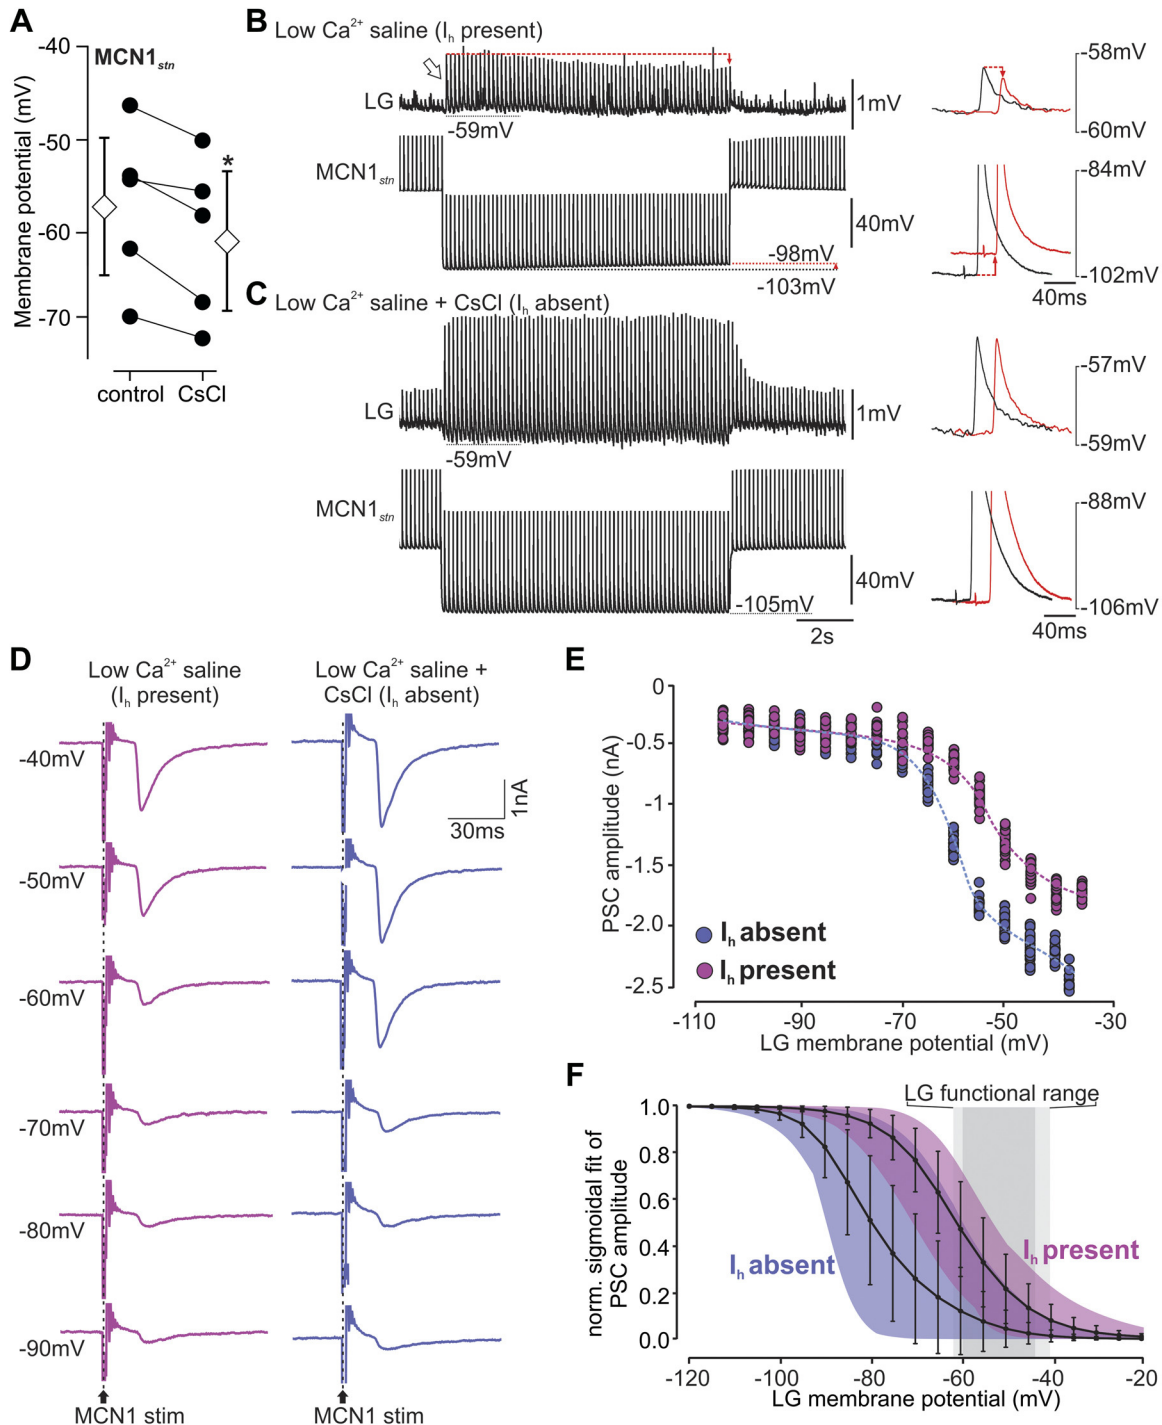 A
MCN1stn
Membrane potential (mV)
-40
-50
-60
-70
*
control CsCl
B
Low Ca2+ saline (Ih present)
LG
-59mV
1mV
-58mV
-60mV
MCN1stn
40mV
-98mV
-103mV
-84mV
-102mV
40ms
C
Low Ca2+ saline + CsCl (Ih absent)
LG
-59mV
1mV
-57mV
-59mV
MCN1stn
40mV
-105mV
2s
-88mV
-106mV
40ms
D
Low Ca2+ saline
(Ih present)
Low Ca2+ saline +
CsCl (Ih absent)
-40mV
-50mV
-60mV
-70mV
-80mV
-90mV
1nA
30ms
MCN1 stim
MCN1 stim
E
PSC amplitude (nA)
0
-0.5
-1
-1.5
-2.0
-2.5
Ih absent
Ih present
-110 -90 -70 -50 -30
LG membrane potential (mV)
F
LG functional range
norm. sigmoidal fit of
PSC amplitude
1.0
0.8
0.6
0.4
0.2
0.0
Ih absent
Ih present
-120 -100 -80 -60 -40 -20
LG membrane potential (mV)